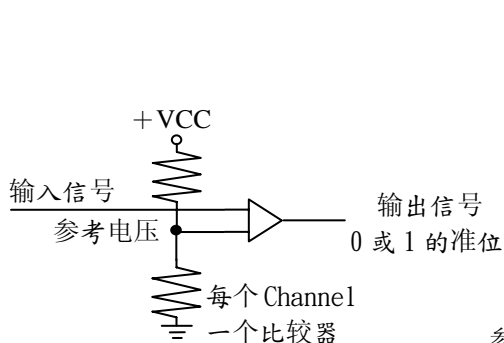 +VCC
输入信号
参考电压
输出信号
0 或 1 的准位
每个 Channel
一个比较器